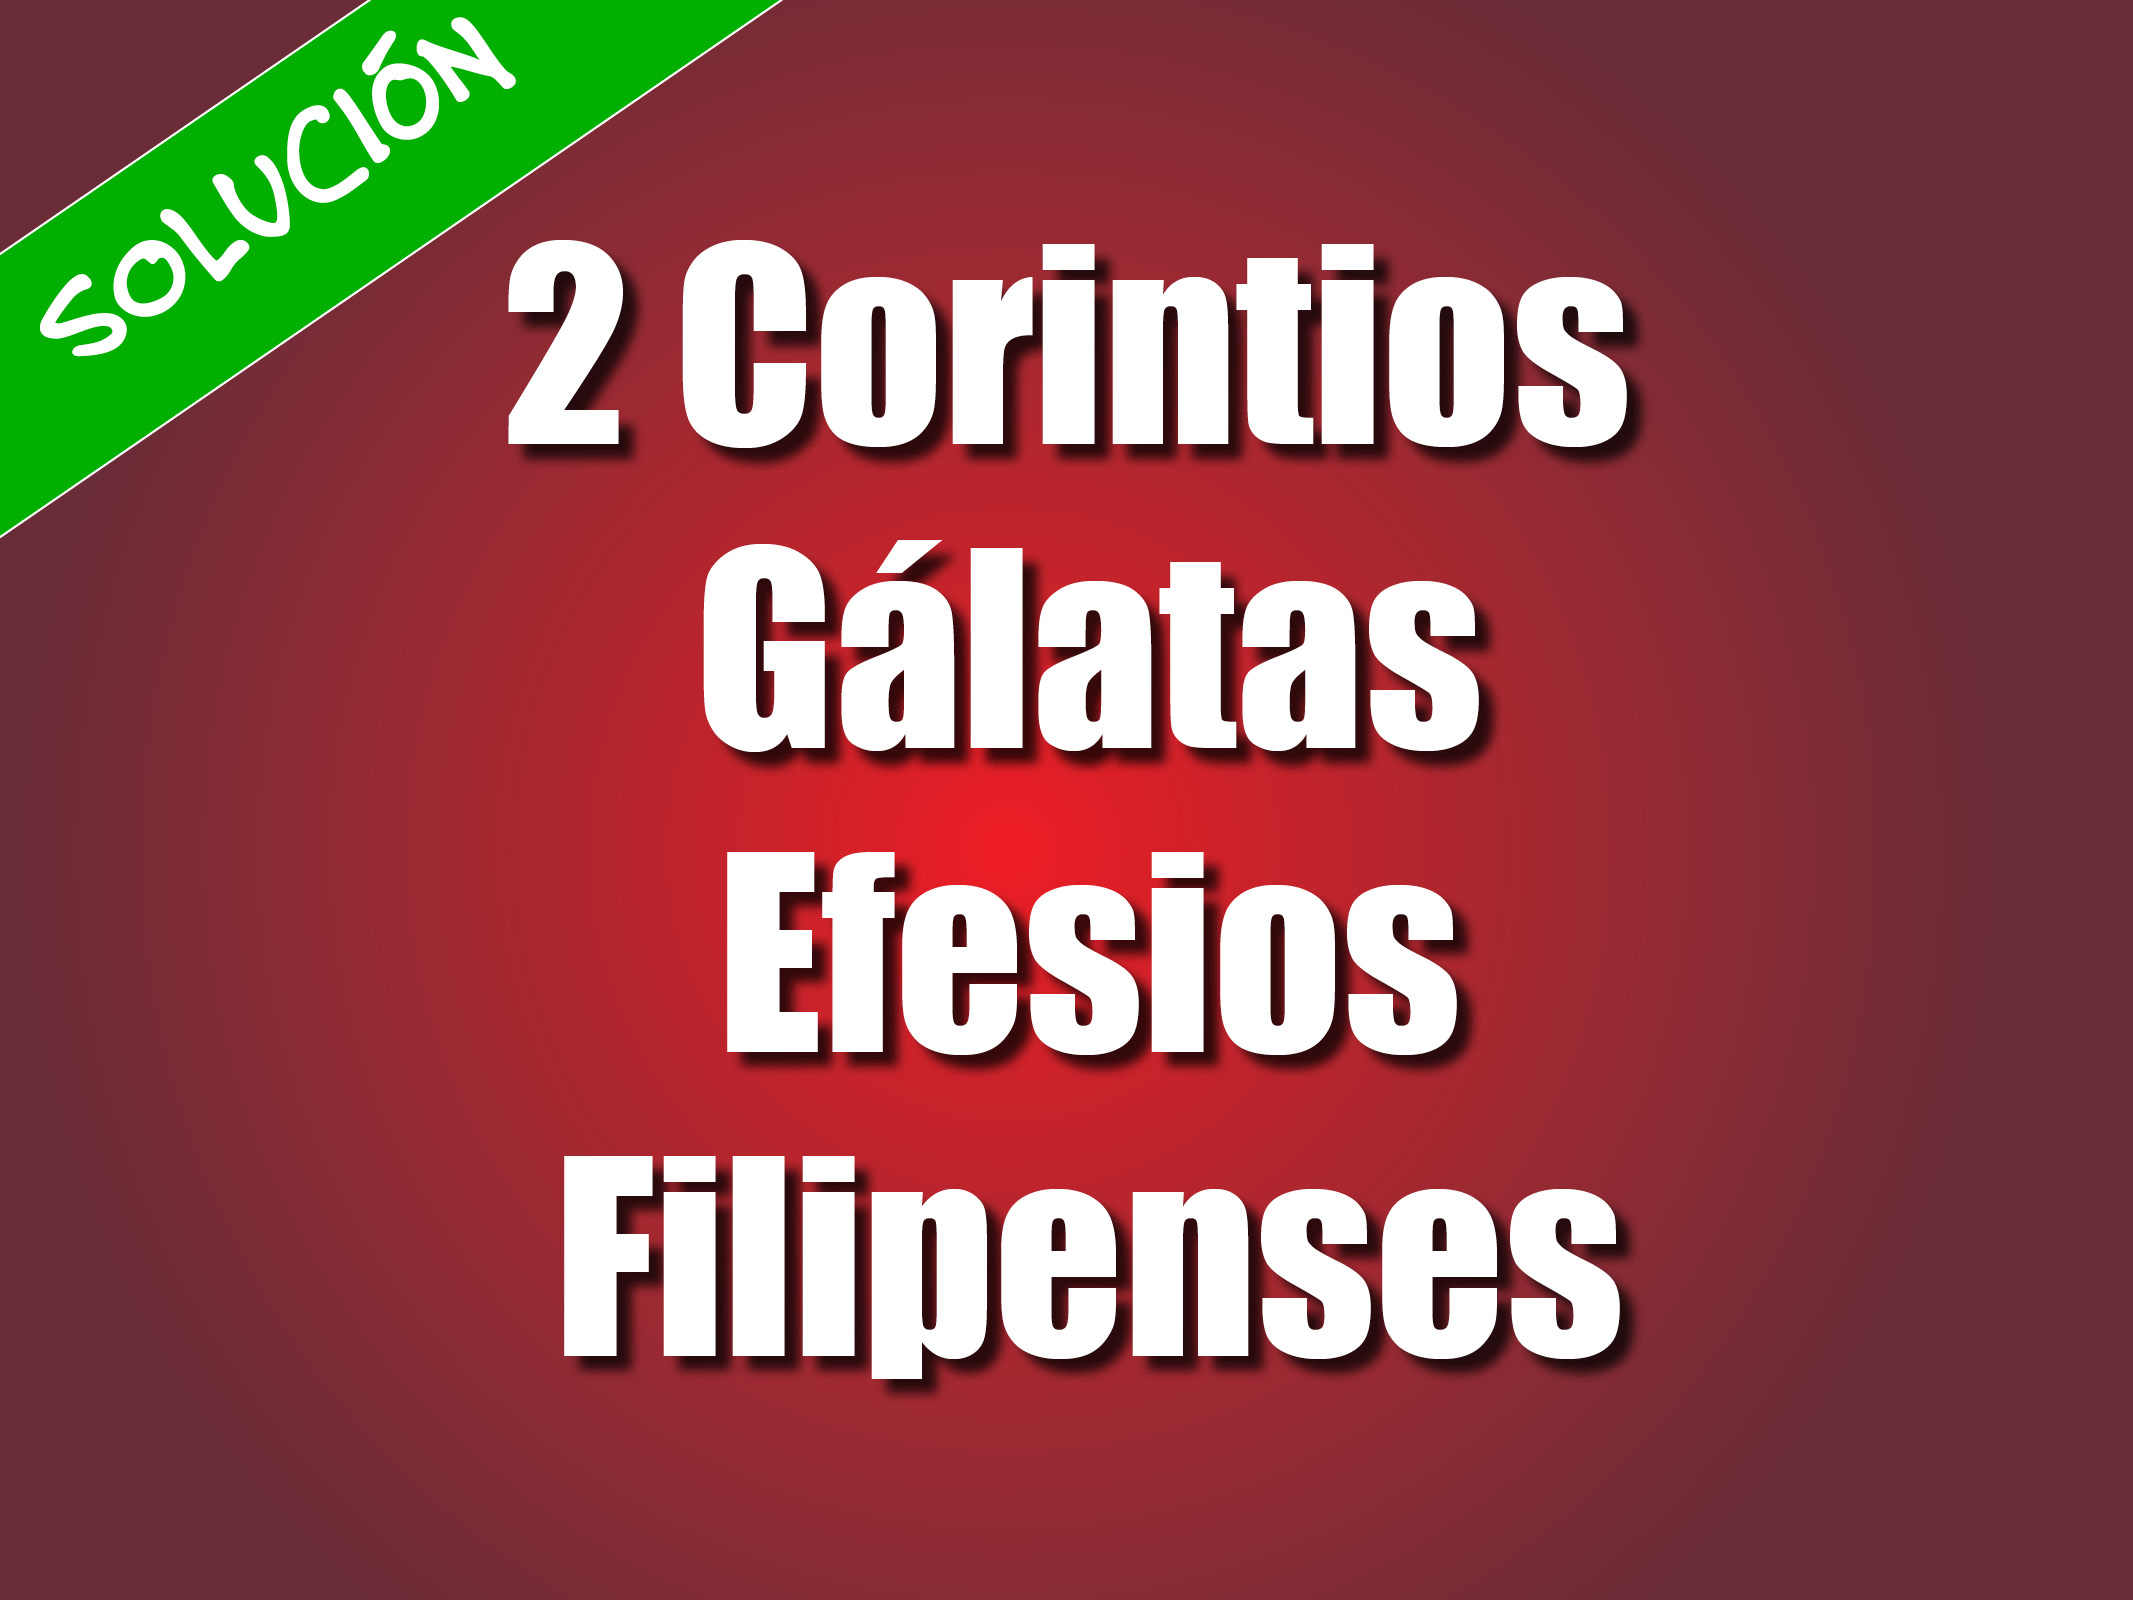 SOLUCIÓN
2 Corintios
Gálatas
Efesios
Filipenses